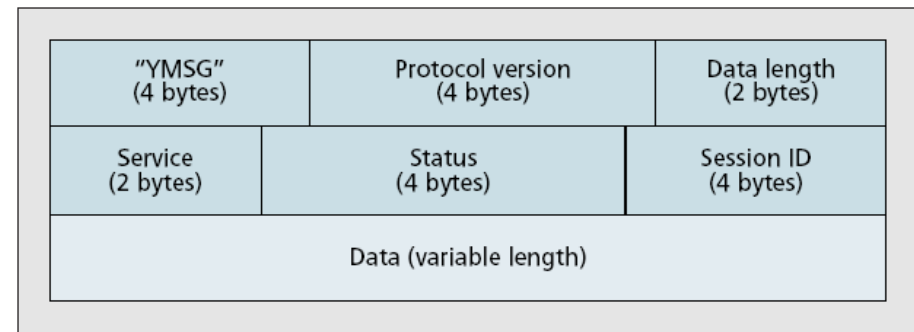 ”YMSG”
(4 bytes)
Protocol version
(4 bytes)
Data length
(2 bytes)
Service
(2 bytes)
Status
(4 bytes)
Session ID
(4 bytes)
Data (variable length)